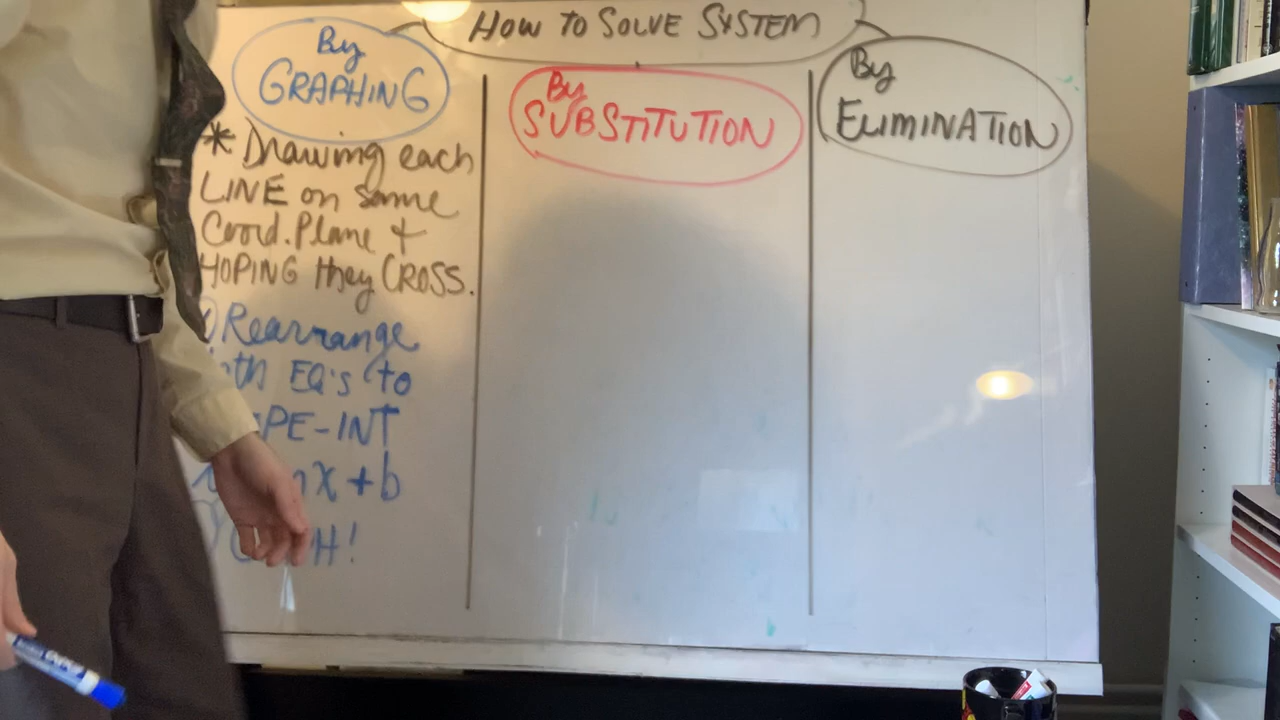 HOW TO SOLVE SYSTEM
By
GRAPHING
* Drawing each
LINE on same
Coord. Plane +
HOPING they CROSS.
Rearrange
EQ's to
x + b
By
SUBSTITUTION
By
ELIMINATION
EXPO